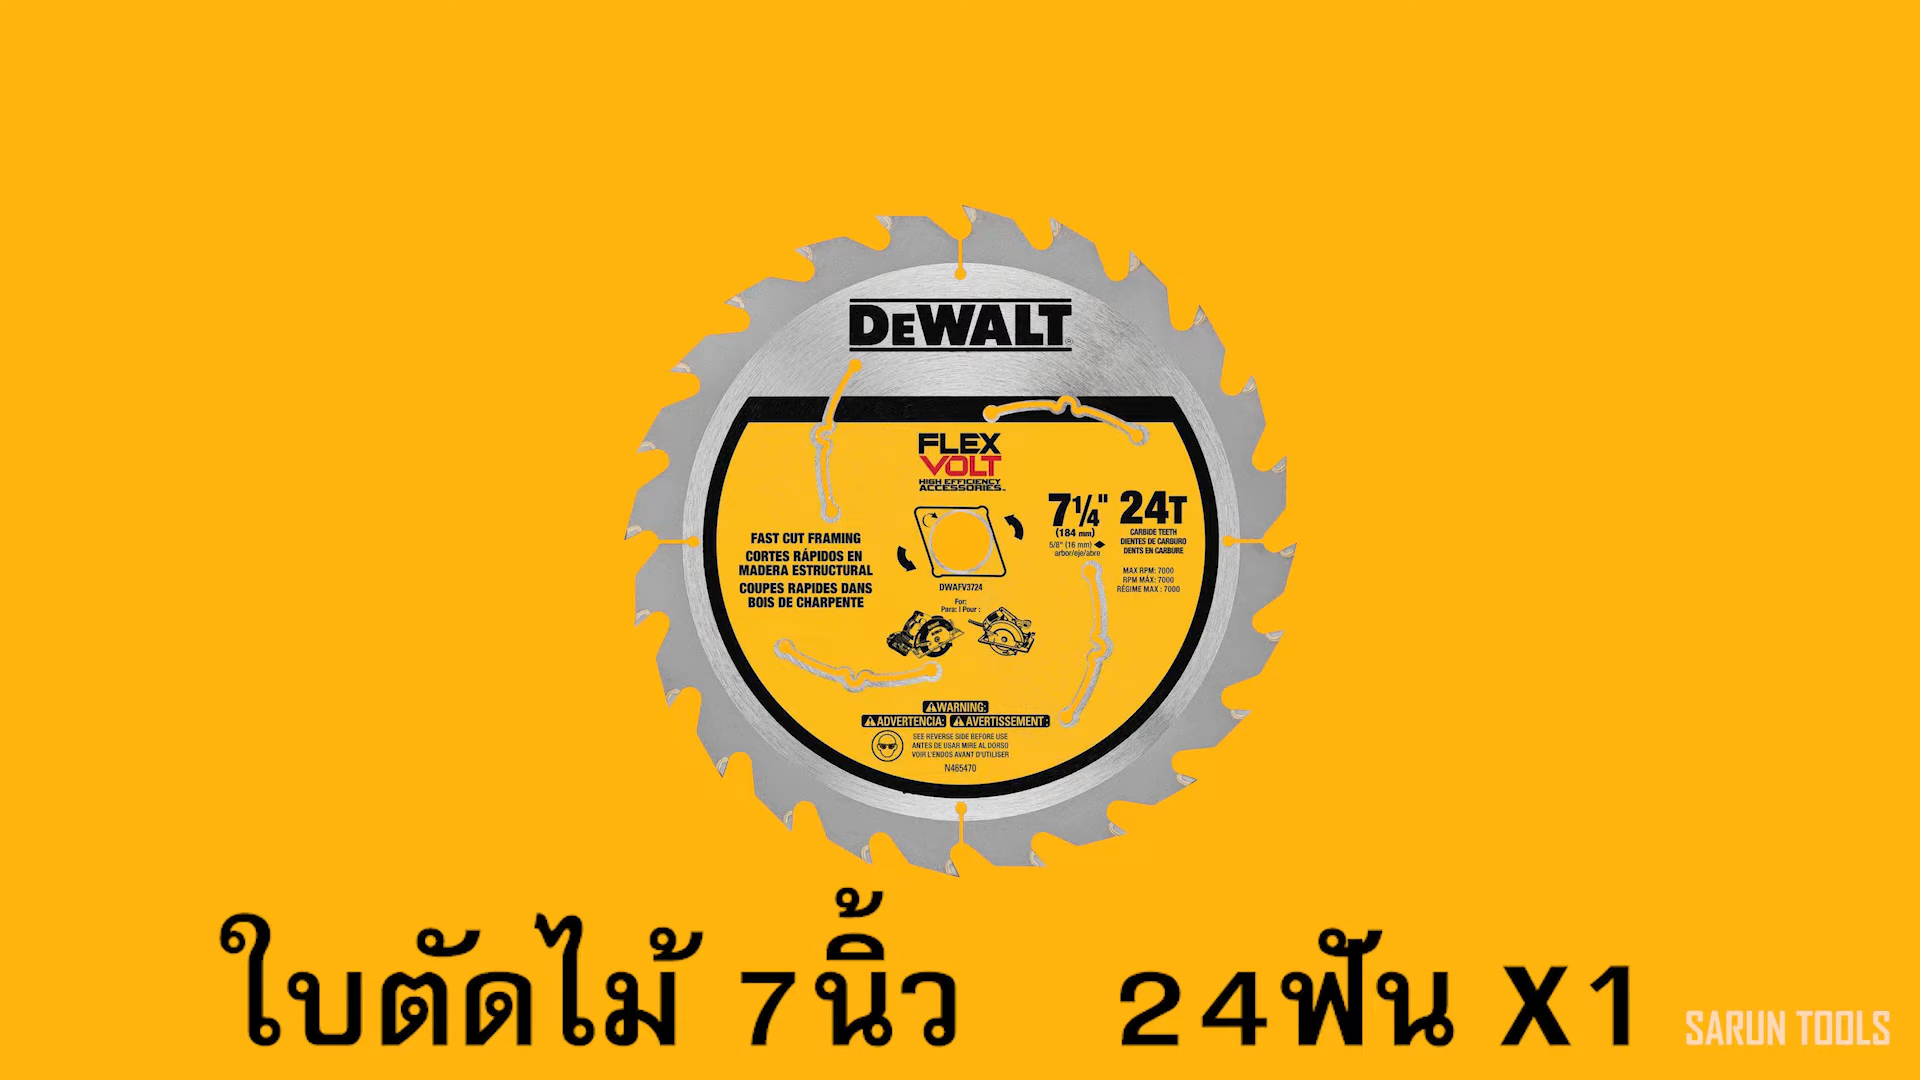 DEWALT
FLEX
VOLT
HIGH EFFICIENCY
ACCESSORIES
7 1/4" 24T
(184 mm)
5/8" (16 mm)
arbor/eje/abre
CARBIDE TEETH
DIENTES DE CARBURO
DENTS EN CARBURE
MAX RPM: 7000
RPM MÁX: 7000
RÉGIME MAX : 7000
FAST CUT FRAMING
CORTES RÁPIDOS EN
MADERA ESTRUCTURAL
COUPES RAPIDES DANS
BOIS DE CHARPENTE
DWAFV3724
For:
Para: | Pour :
WARNING:
ADVERTENCIA: AVERTISSEMENT :
SEE REVERSE SIDE BEFORE USE
ANTES DE USAR MIRE AL DORSO
VOIR L'ENDOS AVANT D'UTILISER
N465470
ใบตัดไม้ 7นิ้ว 24ฟัน X1
SARUN TOOLS